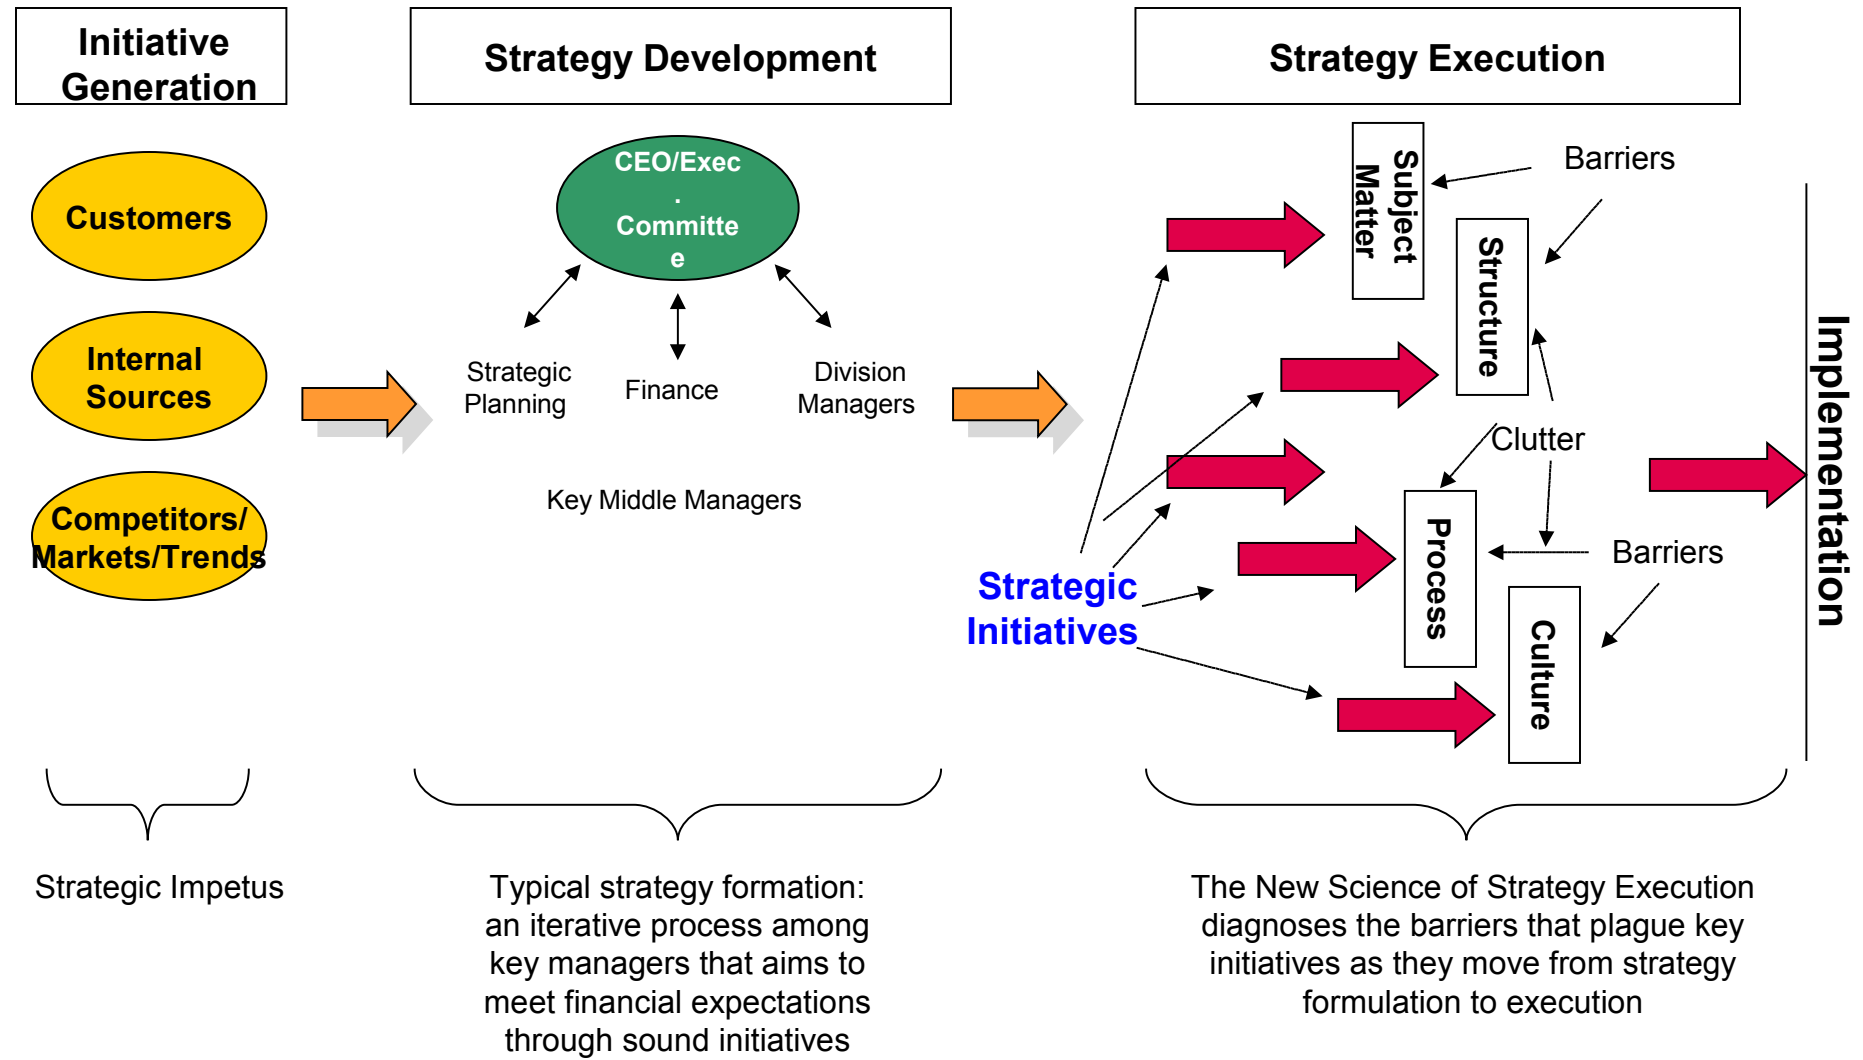 Initiative
Generation
Strategy Development
Strategy Execution
Customers
Internal
Sources
Competitors/
Markets/Trends
CEO/Exec
.
Committe
e
Strategic
Planning
Finance
Division
Managers
Key Middle Managers
Strategic
Initiatives
Subject
Matter
Structure
Process
Culture
Barriers
Clutter
Barriers
Implementation
Strategic Impetus
Typical strategy formation:
an iterative process among
key managers that aims to
meet financial expectations
through sound initiatives
The New Science of Strategy Execution
diagnoses the barriers that plague key
initiatives as they move from strategy
formulation to execution